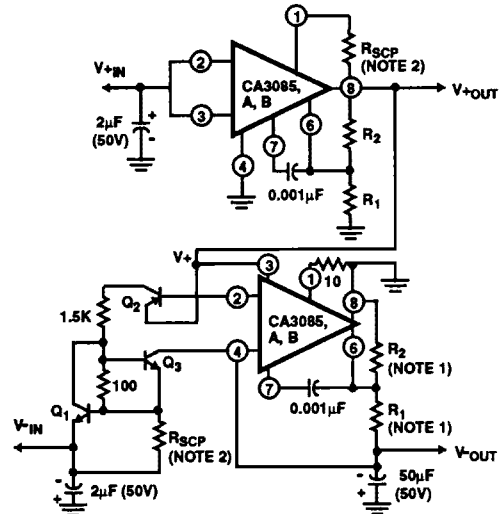 1
R_SCP
(NOTE 2)
V+IN
2
CA3085,
A, B
8
V+OUT
3
2µF
(50V)
+
-
6
R2
7
4
0.001µF
R1
V+
3
1
10
Q2
2
8
CA3085,
A, B
1.5K
Q3
4
6
R2
(NOTE 1)
100
7
0.001µF
Q1
R1
(NOTE 1)
R_SCP
(NOTE 2)
V-IN
V-OUT
-
+
2µF (50V)
-
+
50µF
(50V)